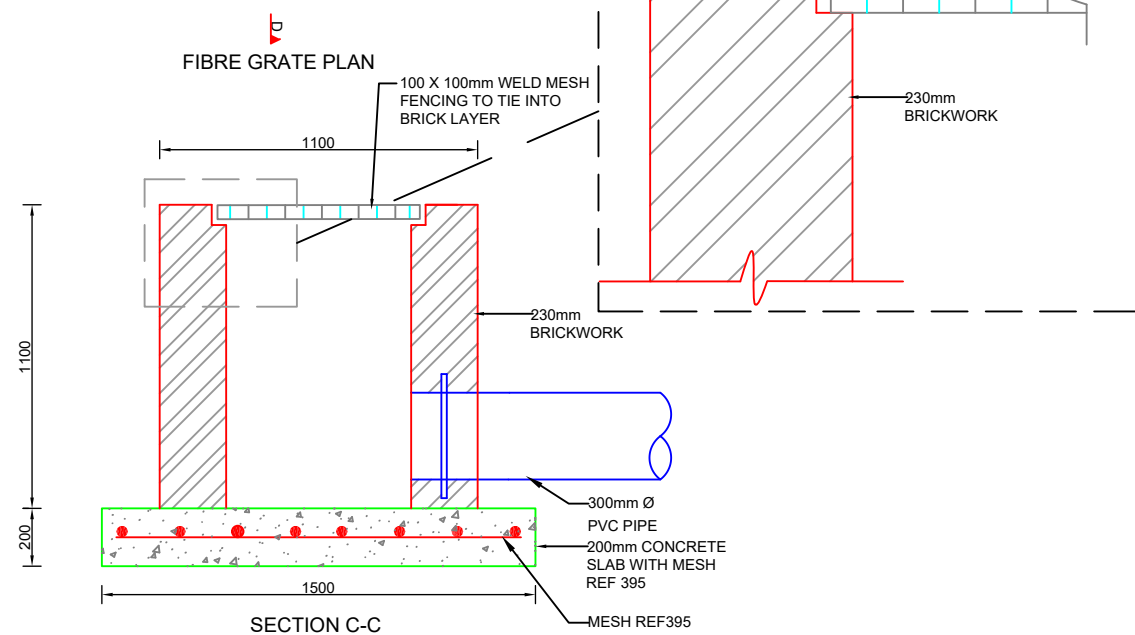 D
FIBRE GRATE PLAN
100 X 100mm WELD MESH
FENCING TO TIE INTO
BRICK LAYER
230mm
BRICKWORK
1100
230mm
BRICKWORK
1100
300mm Ø
PVC PIPE
200
200mm CONCRETE
SLAB WITH MESH
REF 395
1500
MESH REF395
SECTION C-C